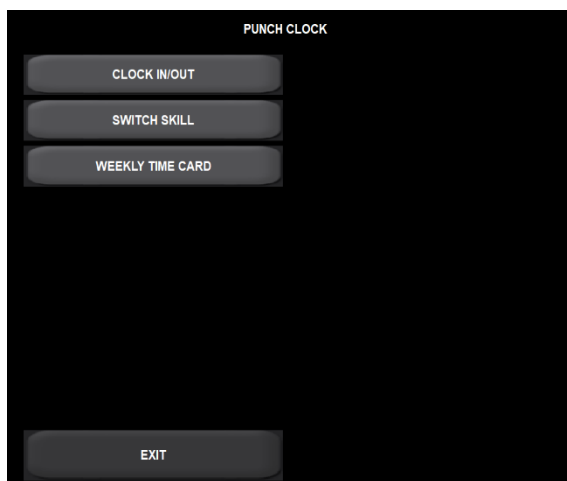 PUNCH CLOCK
CLOCK IN/OUT
SWITCH SKILL
WEEKLY TIME CARD
EXIT